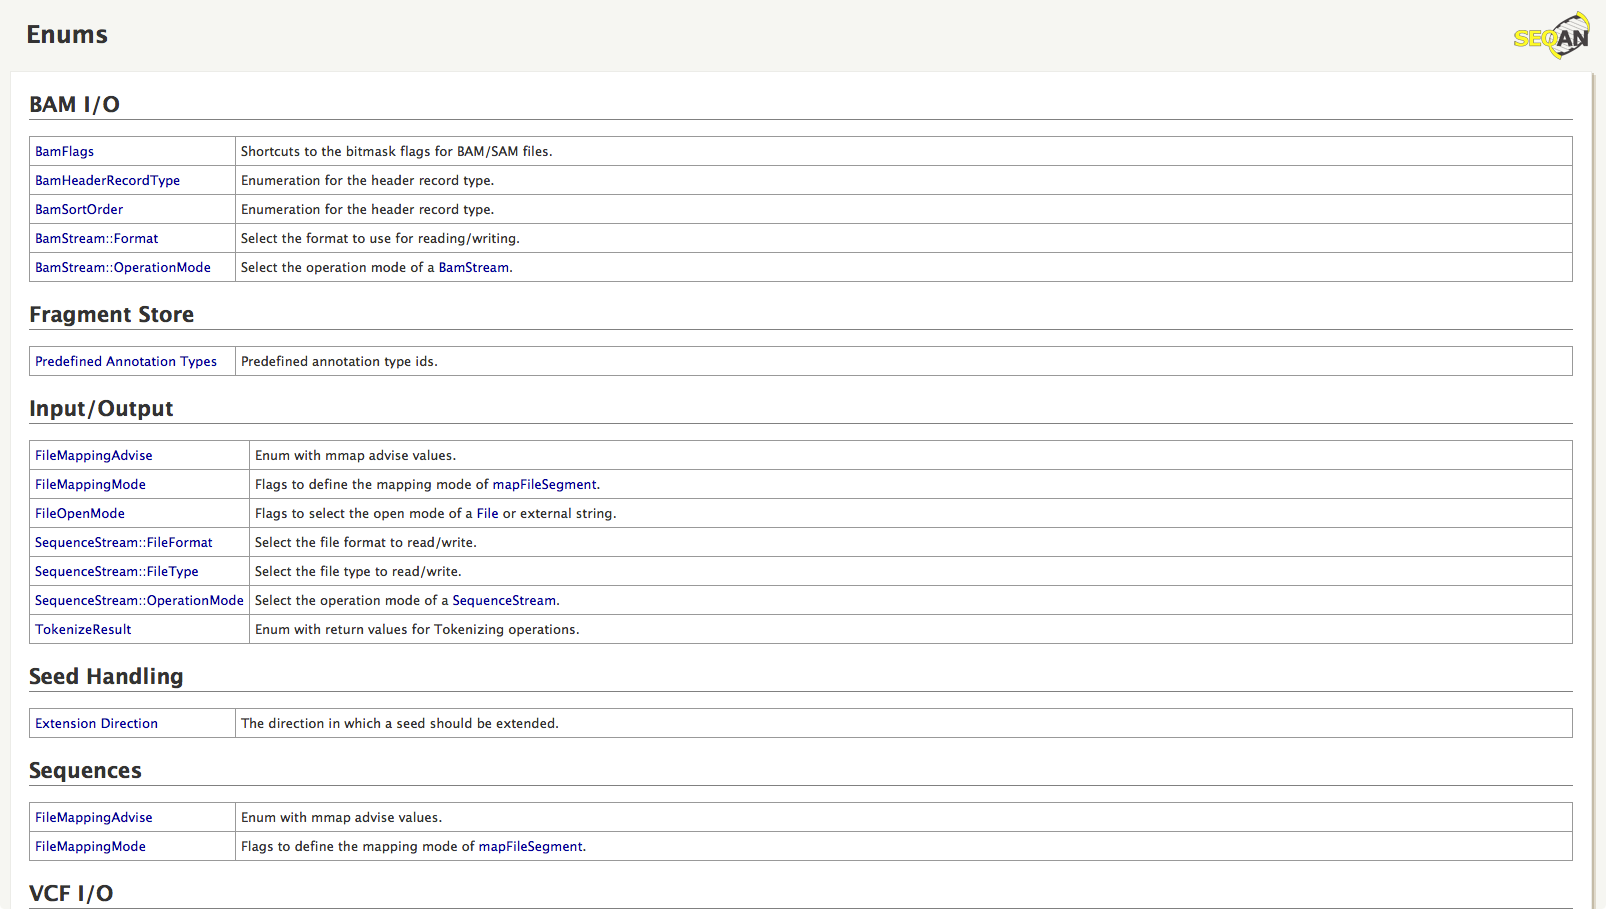 Enums
SEQAN
BAM I/O
BamFlags Shortcuts to the bitmask flags for BAM/SAM files.
BamHeaderRecordType Enumeration for the header record type.
BamSortOrder Enumeration for the header record type.
BamStream::Format Select the format to use for reading/writing.
BamStream::OperationMode Select the operation mode of a BamStream.
Fragment Store
Predefined Annotation Types Predefined annotation type ids.
Input/Output
FileMappingAdvise Enum with mmap advise values.
FileMappingMode Flags to define the mapping mode of mapFileSegment.
FileOpenMode Flags to select the open mode of a File or external string.
SequenceStream::FileFormat Select the file format to read/write.
SequenceStream::FileType Select the file type to read/write.
SequenceStream::OperationMode Select the operation mode of a SequenceStream.
TokenizeResult Enum with return values for Tokenizing operations.
Seed Handling
Extension Direction The direction in which a seed should be extended.
Sequences
FileMappingAdvise Enum with mmap advise values.
FileMappingMode Flags to define the mapping mode of mapFileSegment.
VCF I/O